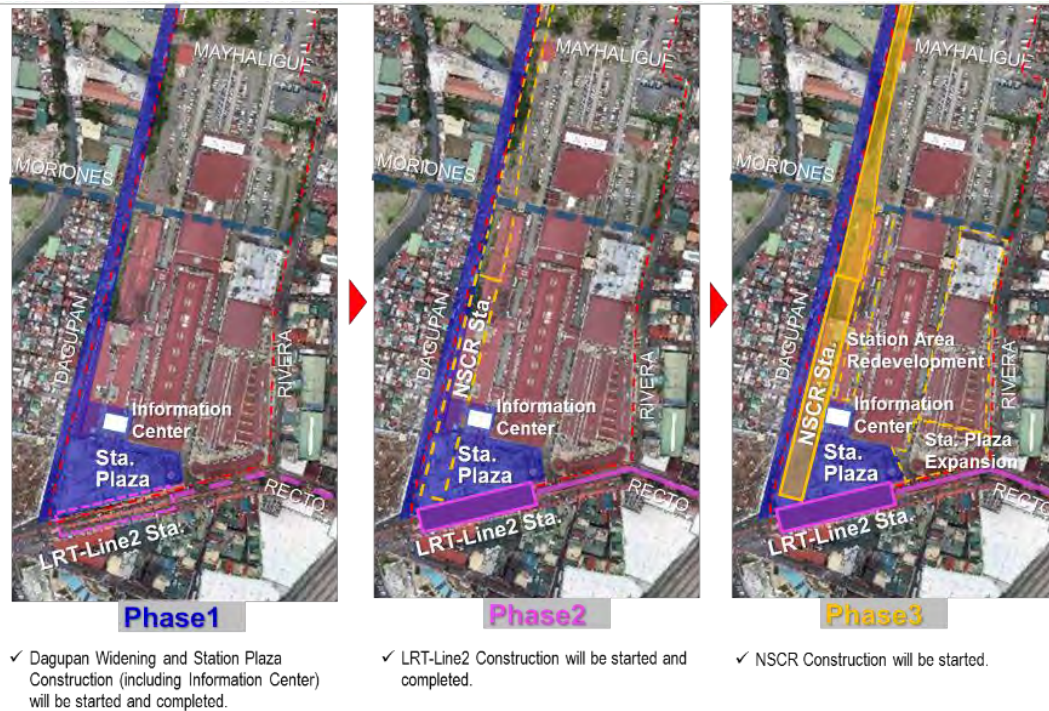 MAYHALIGUE
MORIONES
DAGUPAN
RIVERA
Information
Center
Sta.
Plaza
RECTO
LRT-Line2 Sta.
Phase1
✓ Dagupan Widening and Station Plaza
Construction (including Information Center)
will be started and completed.
MAYHALIGUE
MORIONES
DAGUPAN
NSCR Sta.
RIVERA
Information
Center
Sta.
Plaza
RECTO
LRT-Line2 Sta.
Phase2
✓ LRT-Line2 Construction will be started and
completed.
MAYHALIGUE
MORIONES
DAGUPAN
NSCR Sta.
Station Area
Redevelopment
RIVERA
Information
Center
Sta. Plaza
Expansion
Sta.
Plaza
RECTO
LRT-Line2 Sta.
Phase3
✓ NSCR Construction will be started.